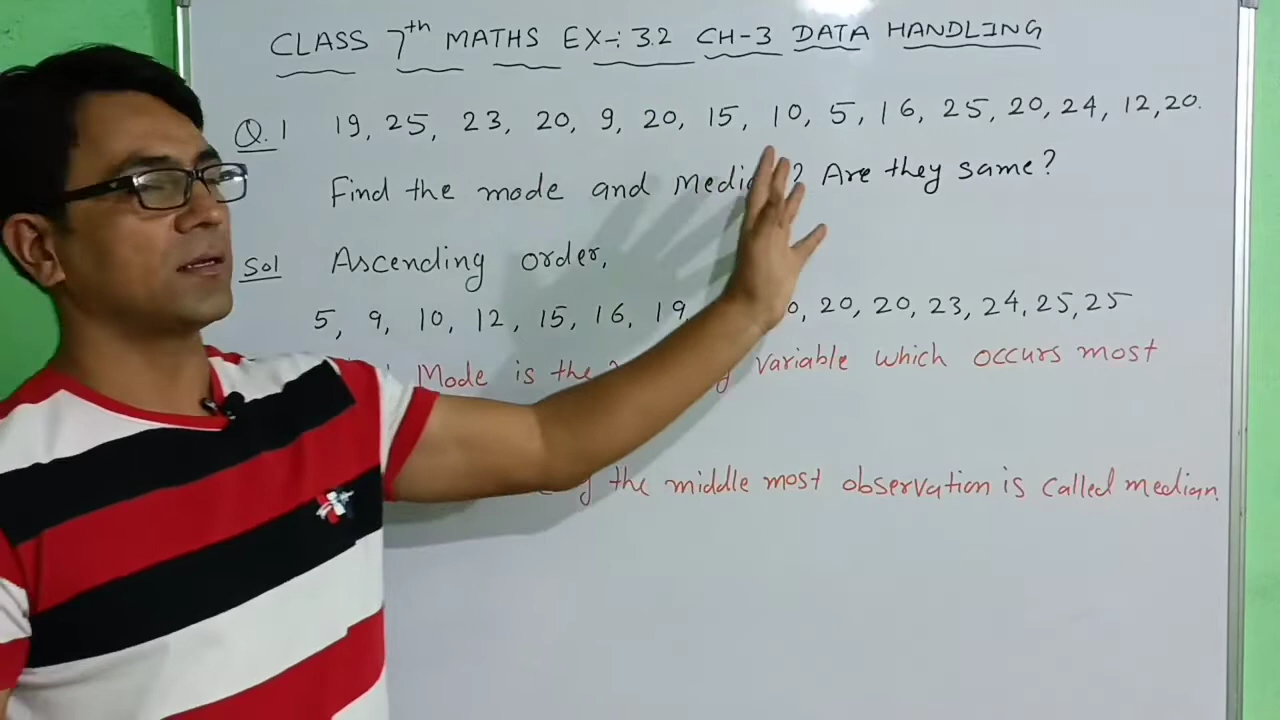 CLASS 7th MATHS EX-: 3.2 CH-3 DATA HANDLING
Q.1 19, 25, 23, 20, 9, 20, 15, 10, 5, 16, 25, 20, 24, 12, 20.
Find the mode and Media ? Are they same?
Sol Ascending order,
5, 9, 10, 12, 15, 16, 19, 0, 20, 20, 23, 24, 25, 25
Mode is the variable which occurs most
the middle most observation is called median.